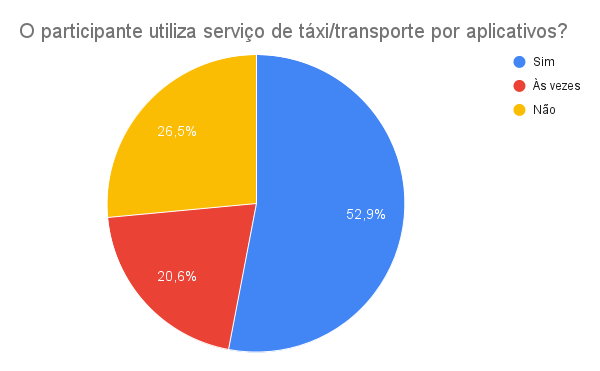 O participante utiliza serviço de táxi/transporte por aplicativos?
Sim
Às vezes
Não
26,5%
52,9%
20,6%